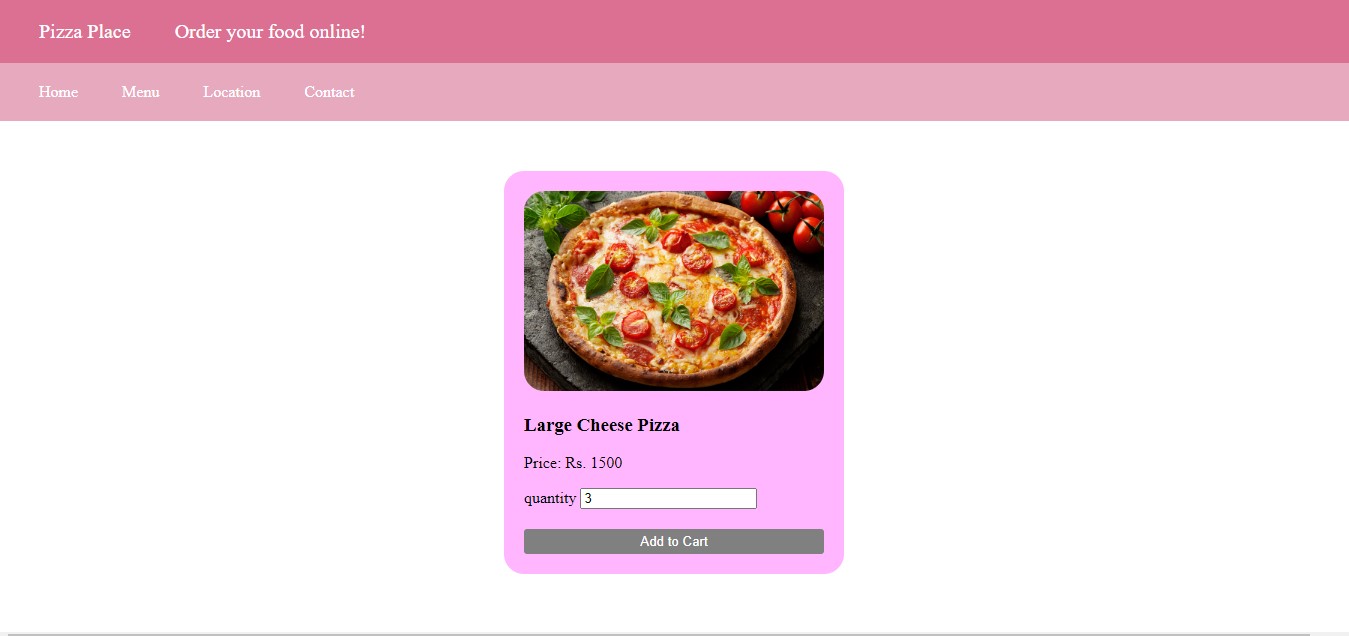 Pizza Place Order your food online!
Home Menu Location Contact
Large Cheese Pizza
Price: Rs. 1500
quantity 3
Add to Cart